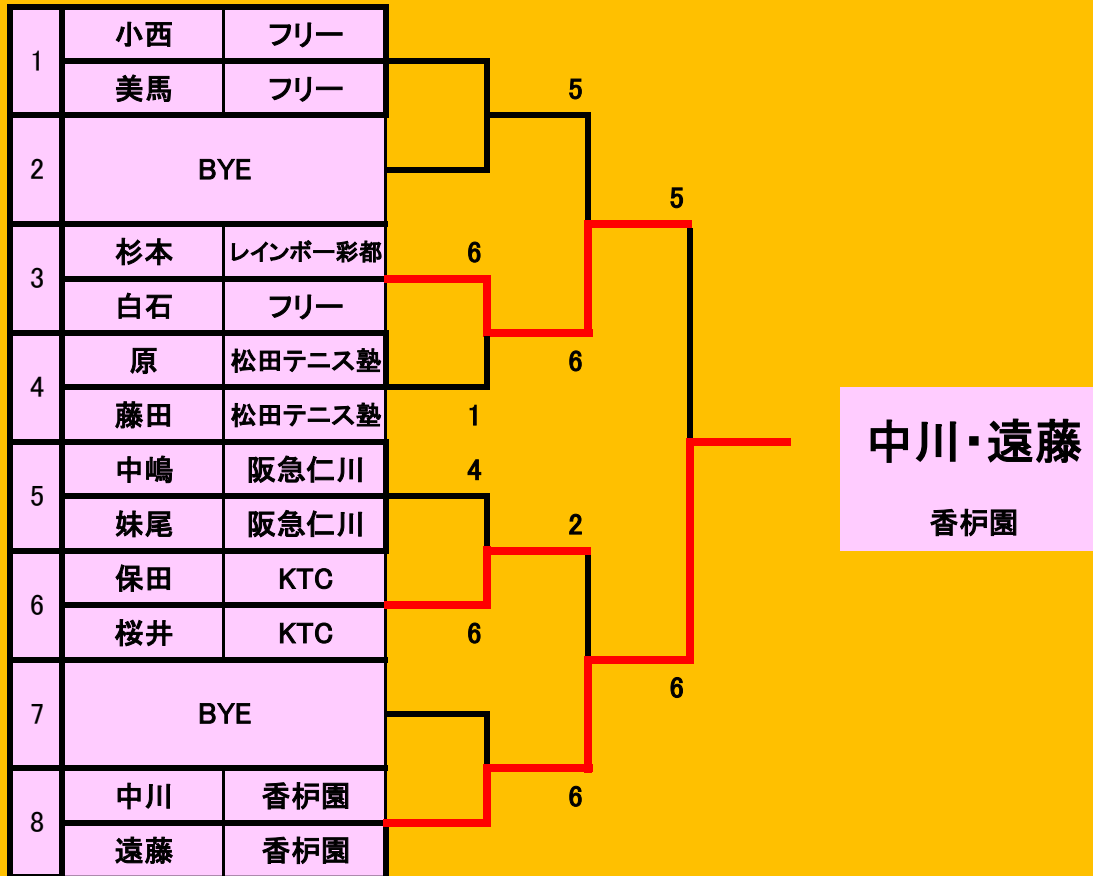 1
小西 フリー
美馬 フリー
5
2
BYE
5
3
杉本 レインボー彩都
6
白石 フリー
6
4
原 松田テニス塾
藤田 松田テニス塾
1
中川・遠藤
香枦園
5
中嶋 阪急仁川
4
妹尾 阪急仁川
2
6
保田 KTC
桜井 KTC
6
6
7
BYE
8
中川 香枦園
6
遠藤 香枦園